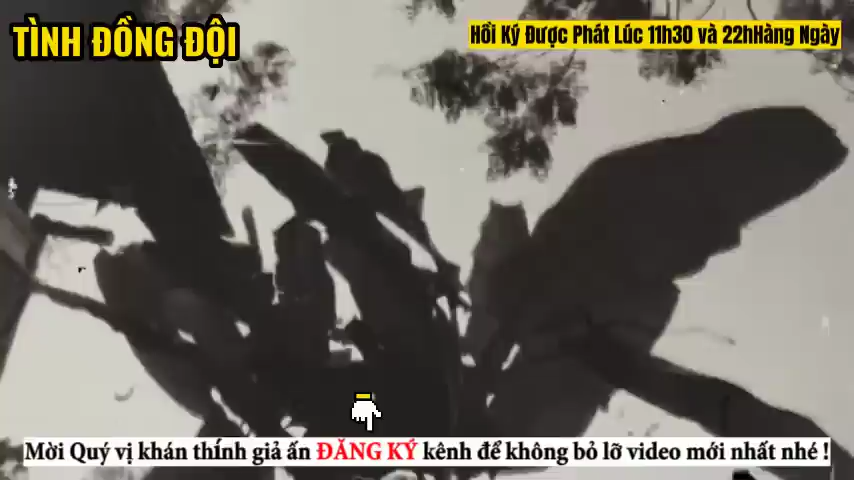 TÌNH ĐỒNG ĐỘI
Hồi Ký Được Phát Lúc 11h30 và 22hHàng Ngày
Mời Quý vị khán thính giả ấn ĐĂNG KÝ kênh để không bỏ lỡ video mới nhất nhé !